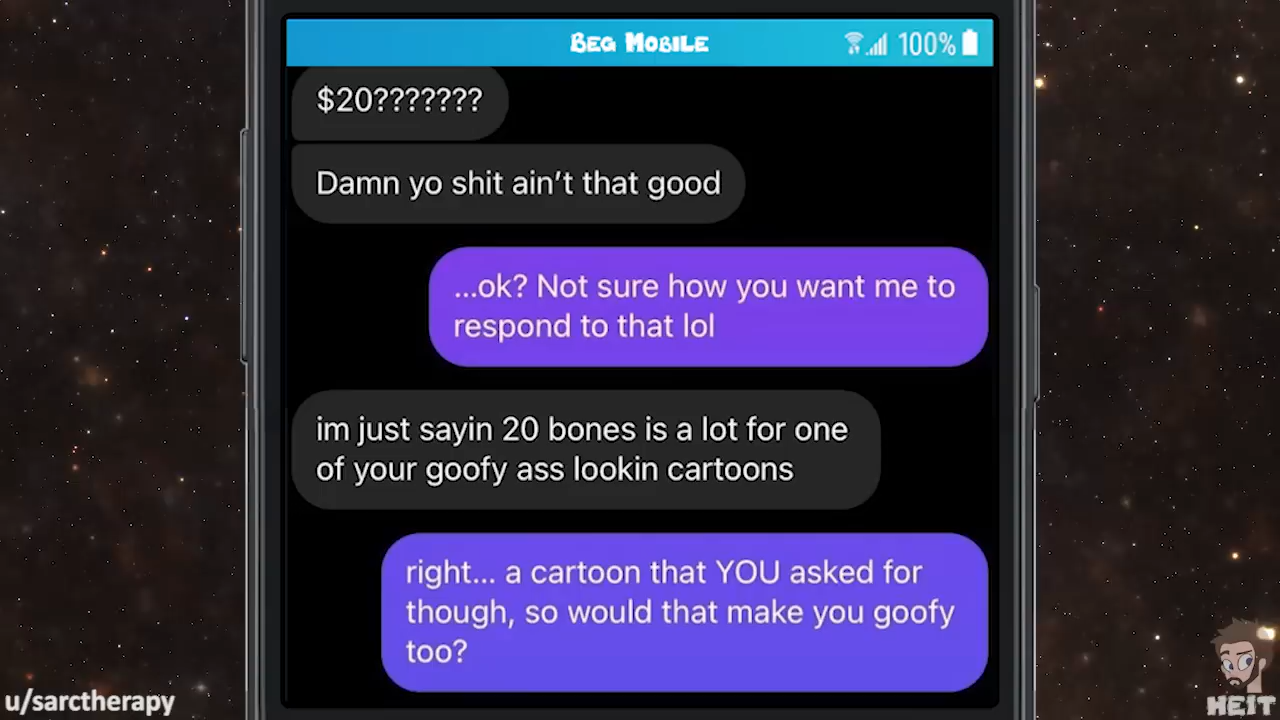 Beg Mobile
100%
$20???????
Damn yo shit ain’t that good
...ok? Not sure how you want me to
respond to that lol
im just sayin 20 bones is a lot for one
of your goofy ass lookin cartoons
right... a cartoon that YOU asked for
though, so would that make you goofy
too?
u/sarctherapy
HEIT